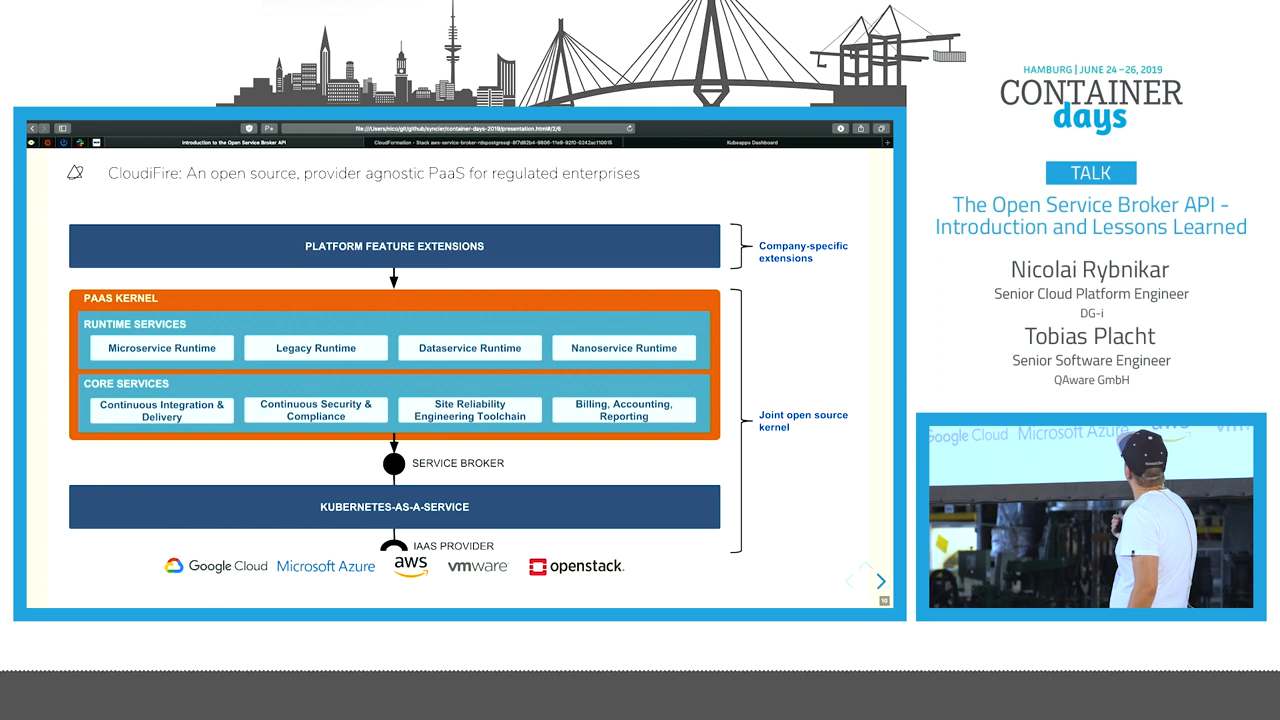 HAMBURG | JUNE 24 –26, 2019
CONTAINER
days
TALK
The Open Service Broker API -
Introduction and Lessons Learned
Nicolai Rybnikar
Senior Cloud Platform Engineer
DG-i
Tobias Placht
Senior Software Engineer
QAware GmbH
Introduction to the Open Service Broker API
Kubeapps Dashboard
CloudiFire: An open source, provider agnostic PaaS for regulated enterprises
PLATFORM FEATURE EXTENSIONS
Company-specific
extensions
PAAS KERNEL
RUNTIME SERVICES
Microservice Runtime
Legacy Runtime
Dataservice Runtime
Nanoservice Runtime
CORE SERVICES
Continuous Integration &
Delivery
Continuous Security &
Compliance
Site Reliability
Engineering Toolchain
Billing, Accounting,
Reporting
Joint open source
kernel
SERVICE BROKER
KUBERNETES-AS-A-SERVICE
IAAS PROVIDER
Google Cloud
Microsoft Azure
aws
vmware
openstack.
10
Google Cloud Microsoft Azure aws